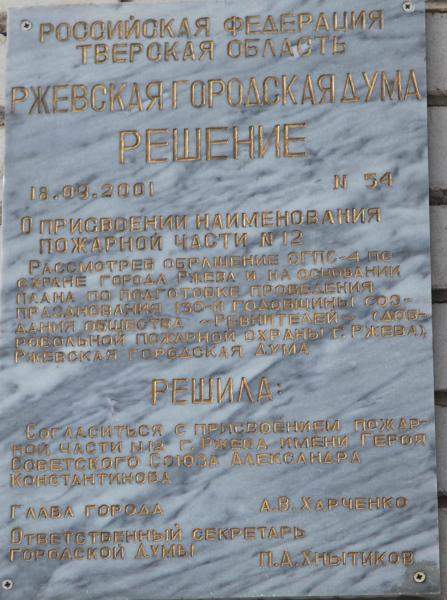 РОССИЙСКАЯ ФЕДЕРАЦИЯ
ТВЕРСКАЯ ОБЛАСТЬ
РЖЕВСКАЯ ГОРОДСКАЯ ДУМА
РЕШЕНИЕ
18.09.2001 N 54
О ПРИСВОЕНИИ НАИМЕНОВАНИЯ
ПОЖАРНОЙ ЧАСТИ N 12
РАССМОТРЕВ ОБРАЩЕНИЕ ОГПС-4 ПО
ОХРАНЕ ГОРОДА РЖЕВА И НА ОСНОВАНИИ
ПЛАНА ПО ПОДГОТОВКЕ ПРОВЕДЕНИЯ
ПРАЗДНОВАНИЯ 130-Й ГОДОВЩИНЫ СОЗ-
ДАНИЯ ОБЩЕСТВА «РЕВНИТЕЛЕЙ» (ДОБ-
РОВОЛЬНОЙ ПОЖАРНОЙ ОХРАНЫ Г. РЖЕВА),
РЖЕВСКАЯ ГОРОДСКАЯ ДУМА
РЕШИЛА:
СОГЛАСИТЬСЯ С ПРИСВОЕНИЕМ ПОЖАР-
НОЙ ЧАСТИ N12 Г. РЖЕВА ИМЕНИ ГЕРОЯ
СОВЕТСКОГО СОЮЗА АЛЕКСАНДРА
КОНСТАНТИНОВА
ГЛАВА ГОРОДА А.В. ХАРЧЕНКО
ОТВЕТСТВЕННЫЙ СЕКРЕТАРЬ
ГОРОДСКОЙ ДУМЫ П.Д. ХНЫТИКОВ